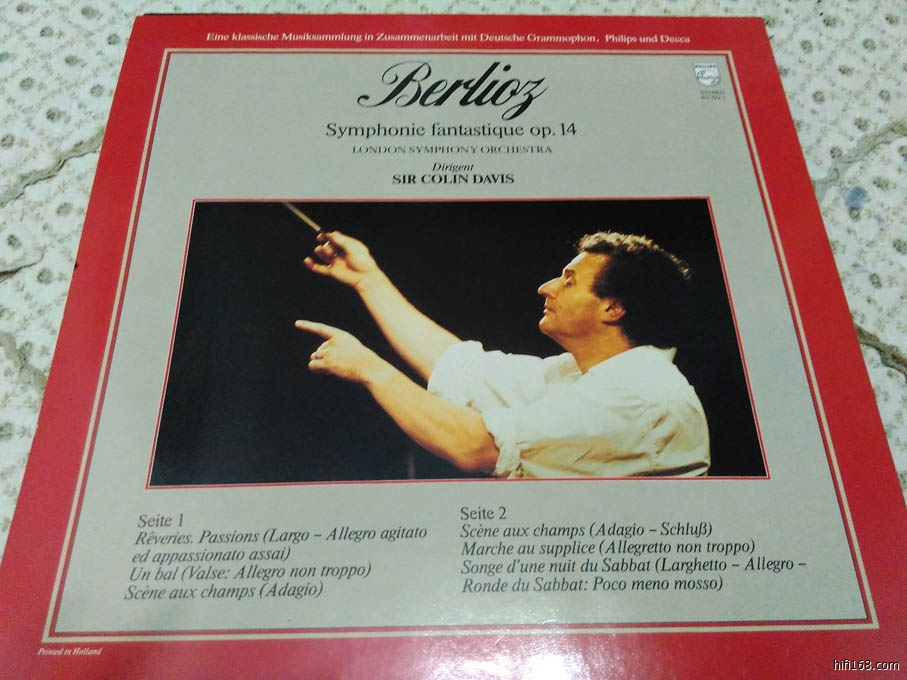 Eine klassische Musiksammlung in Zusammenarbeit mit Deutsche Grammophon, Philips und Decca
Berlioz
PHILIPS
STEREO
Symphonie fantastique op. 14
LONDON SYMPHONY ORCHESTRA
Dirigent
SIR COLIN DAVIS
Seite 1
Rêveries. Passions (Largo – Allegro agitato
ed appassionato assai)
Un bal (Valse: Allegro non troppo)
Scène aux champs (Adagio)
Seite 2
Scène aux champs (Adagio – Schluß)
Marche au supplice (Allegretto non troppo)
Songe d'une nuit du Sabbat (Larghetto – Allegro –
Ronde du Sabbat: Poco meno mosso)
Printed in Holland
hifi168.com